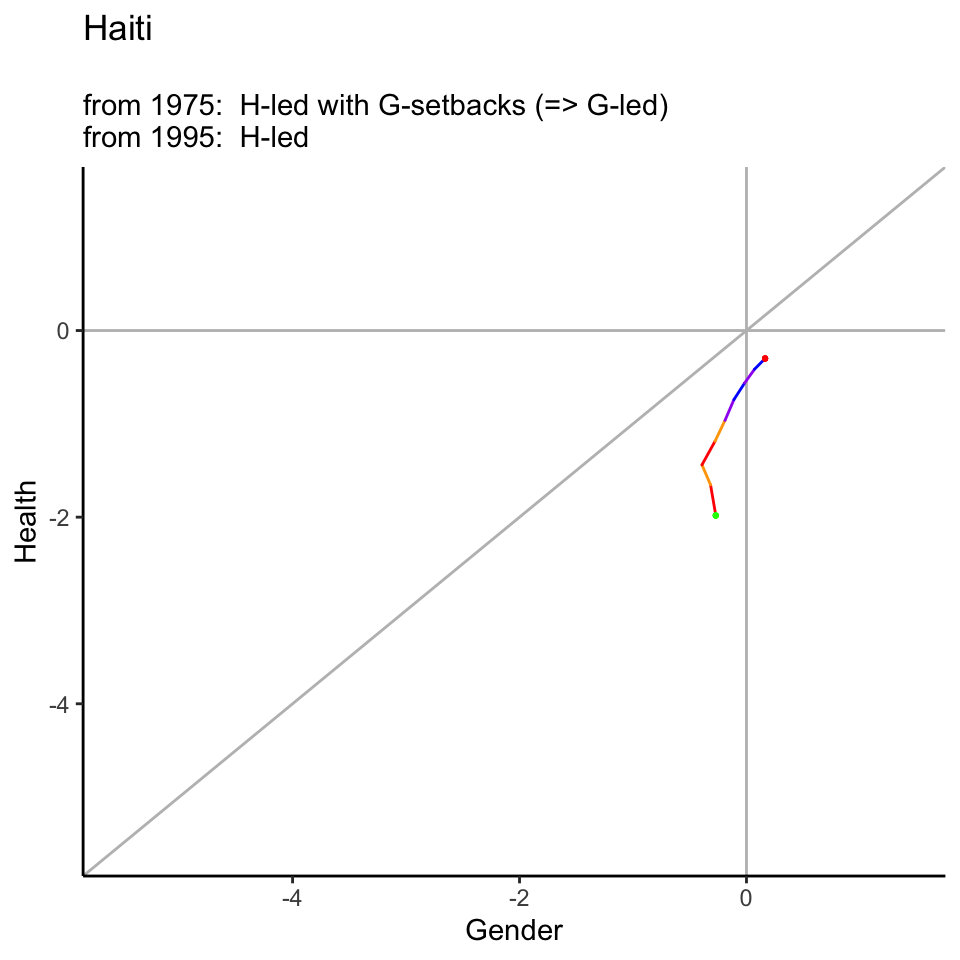 Haiti
from 1975:  H-led with G-setbacks (=> G-led)
from 1995:  H-led
0
-2
-4
Health
-4
-2
0
Gender